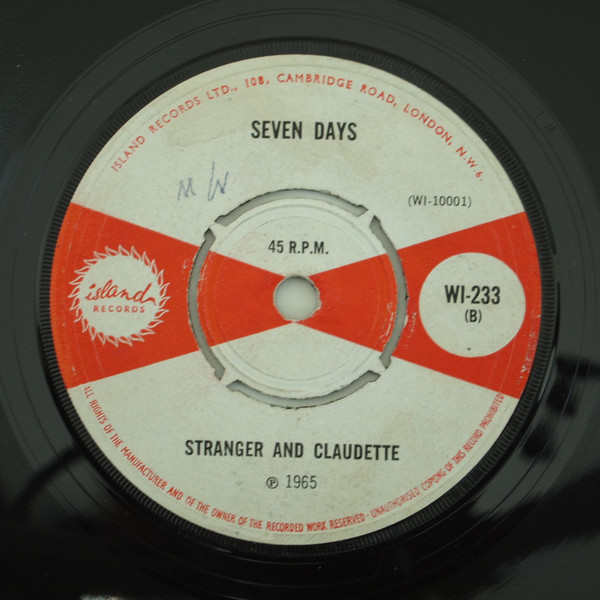 ISLAND RECORDS LTD., 108, CAMBRIDGE ROAD, LONDON, N.W.6.
SEVEN DAYS
(WI-10001)
45 R.P.M.
island
RECORDS
WI-233
(B)
STRANGER AND CLAUDETTE
℗ 1965
ALL RIGHTS OF THE MANUFACTURER AND OF THE OWNER OF THE RECORDED WORK RESERVED - UNAUTHORISED COPYING OF THIS RECORD PROHIBITED